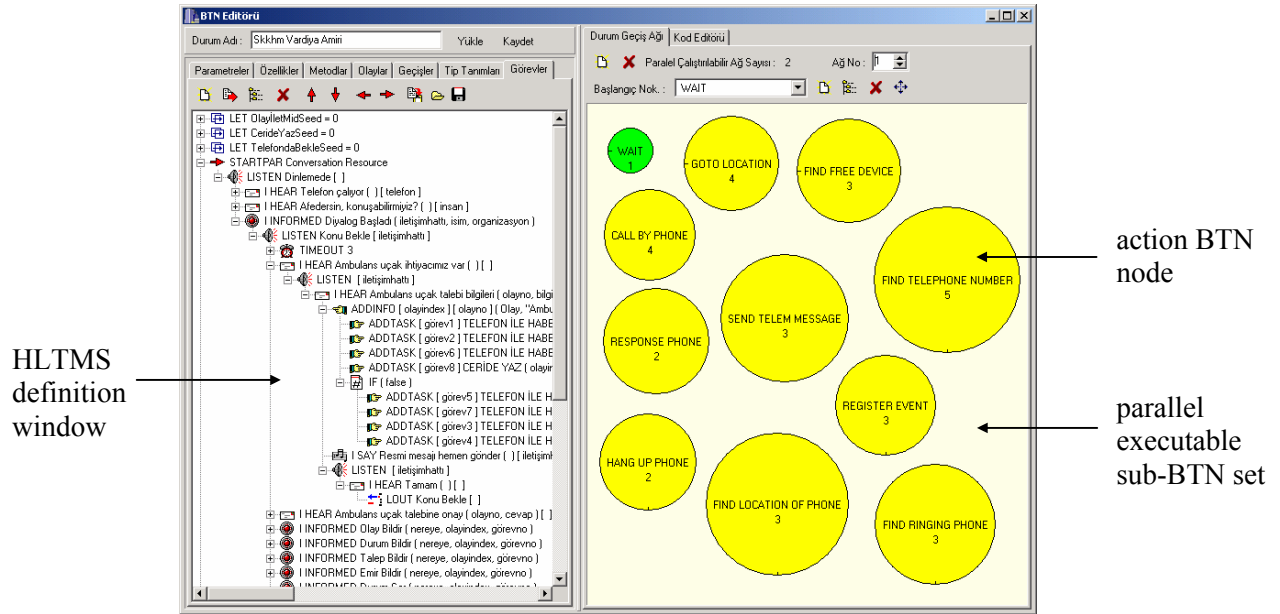 BTN Editörü
Durum Adı :
Skkhm Vardiya Amiri
Yükle
Kaydet
Parametreler
Özellikler
Metodlar
Olaylar
Geçişler
Tip Tanımları
Görevler
LET OlayIletMidSeed = 0
LET CerideYazSeed = 0
LET TelefondaBekleSeed = 0
STARTPAR Conversation Resource
LISTEN Dinlemede [ ]
I HEAR Telefon çalıyor ( ) [ telefon ]
I HEAR Afedersin, konuşabilirmiyiz? ( ) [ insan ]
I INFORMED Diyalog Başladı ( iletişimhattı, isim, organizasyon )
LISTEN Konu Bekle [ iletişimhattı ]
TIMEOUT 3
I HEAR Ambulans uçak ihtiyacımız var ( ) [ ]
LISTEN [ iletişimhattı ]
I HEAR Ambulans uçak talebi bilgileri ( olayno, bilgi
ADDINFO [ olayindex ] [ olayno ] ( Olay, "Ambu
ADDTASK [ görev1 ] TELEFON İLE HABE
ADDTASK [ görev2 ] TELEFON İLE HABE
ADDTASK [ görev6 ] TELEFON İLE HABE
ADDTASK [ görev8 ] CERİDE YAZ ( olayin
IF ( false )
ADDTASK [ görev5 ] TELEFON İLE H
ADDTASK [ görev7 ] TELEFON İLE H
ADDTASK [ görev3 ] TELEFON İLE H
ADDTASK [ görev4 ] TELEFON İLE H
I SAY Resmi mesajı hemen gönder ( ) [ iletişiml
LISTEN [ iletişimhattı ]
I HEAR Tamam ( ) [ ]
LOUT Konu Bekle [ ]
I HEAR Ambulans uçak talebine onay ( olayno, cevap ) [ ]
I INFORMED Olay Bildir ( nereye, olayindex, görevno )
I INFORMED Durum Bildir ( nereye, olayindex, görevno )
I INFORMED Talep Bildir ( nereye, olayindex, görevno )
I INFORMED Emir Bildir ( nereye, olayindex, görevno )
I INFORMED Durum Sor ( nereye, olayindex, görevno )
Durum Geçiş Ağı
Kod Editörü
Paralel Çalıştırılabilir Ağ Sayısı : 2
Ağ No : 1
Başlangıç Nok. : WAIT
WAIT
1
GOTO LOCATION
4
FIND FREE DEVICE
3
CALL BY PHONE
4
FIND TELEPHONE NUMBER
5
SEND TELEM MESSAGE
3
RESPONSE PHONE
2
REGISTER EVENT
3
HANG UP PHONE
2
FIND LOCATION OF PHONE
3
FIND RINGING PHONE
3
HLTMS
definition
window
action BTN
node
parallel
executable
sub-BTN set